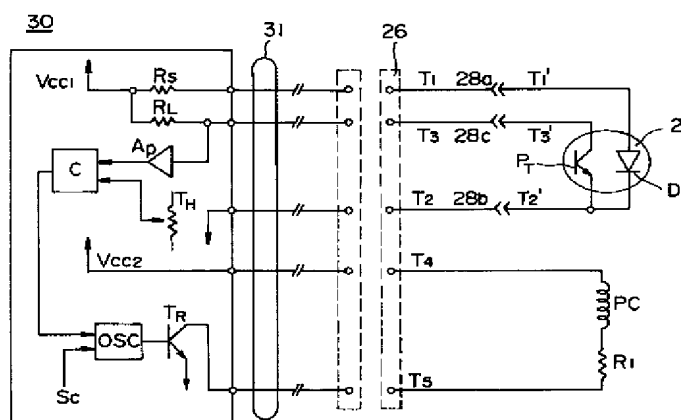 30
31
26
Vcc1
Rs
RL
T1 28a T1'
T3 28c T3'
2
Ap
C
TH
PT
D
T2 28b T2'
Vcc2
T4
PC
TR
OSC
R1
Sc
T5